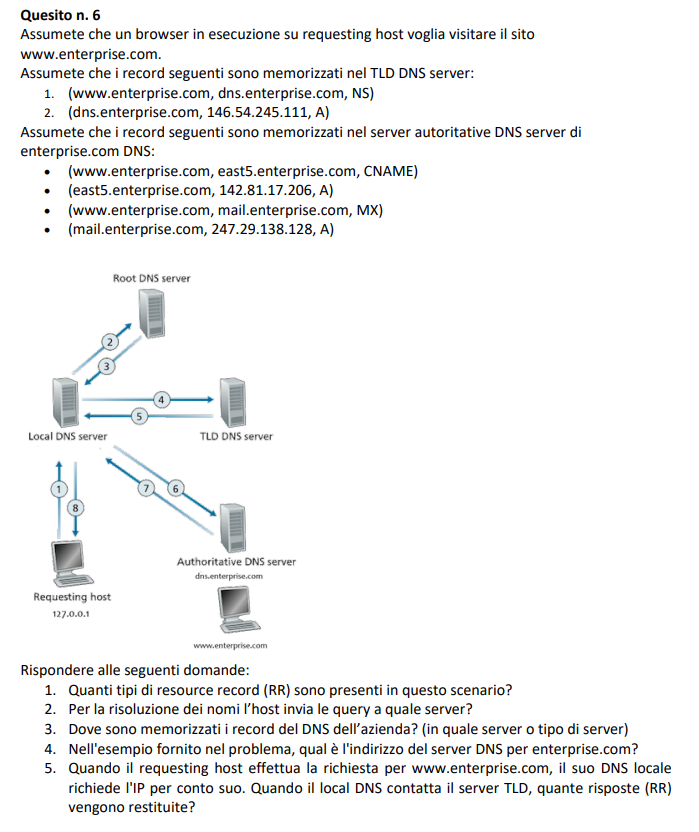 Quesito n. 6
Assumete che un browser in esecuzione su requesting host voglia visitare il sito
www.enterprise.com.
Assumete che i record seguenti sono memorizzati nel TLD DNS server:
1. (www.enterprise.com, dns.enterprise.com, NS)
2. (dns.enterprise.com, 146.54.245.111, A)
Assumete che i record seguenti sono memorizzati nel server autoritative DNS server di
enterprise.com DNS:
• (www.enterprise.com, east5.enterprise.com, CNAME)
• (east5.enterprise.com, 142.81.17.206, A)
• (www.enterprise.com, mail.enterprise.com, MX)
• (mail.enterprise.com, 247.29.138.128, A)
Root DNS server
2
3
4
5
Local DNS server
TLD DNS server
1
7
6
8
Authoritative DNS server
dns.enterprise.com
Requesting host
127.0.0.1
www.enterprise.com
Rispondere alle seguenti domande:
1. Quanti tipi di resource record (RR) sono presenti in questo scenario?
2. Per la risoluzione dei nomi l'host invia le query a quale server?
3. Dove sono memorizzati i record del DNS dell'azienda? (in quale server o tipo di server)
4. Nell'esempio fornito nel problema, qual è l'indirizzo del server DNS per enterprise.com?
5. Quando il requesting host effettua la richiesta per www.enterprise.com, il suo DNS locale
richiede l'IP per conto suo. Quando il local DNS contatta il server TLD, quante risposte (RR)
vengono restituite?